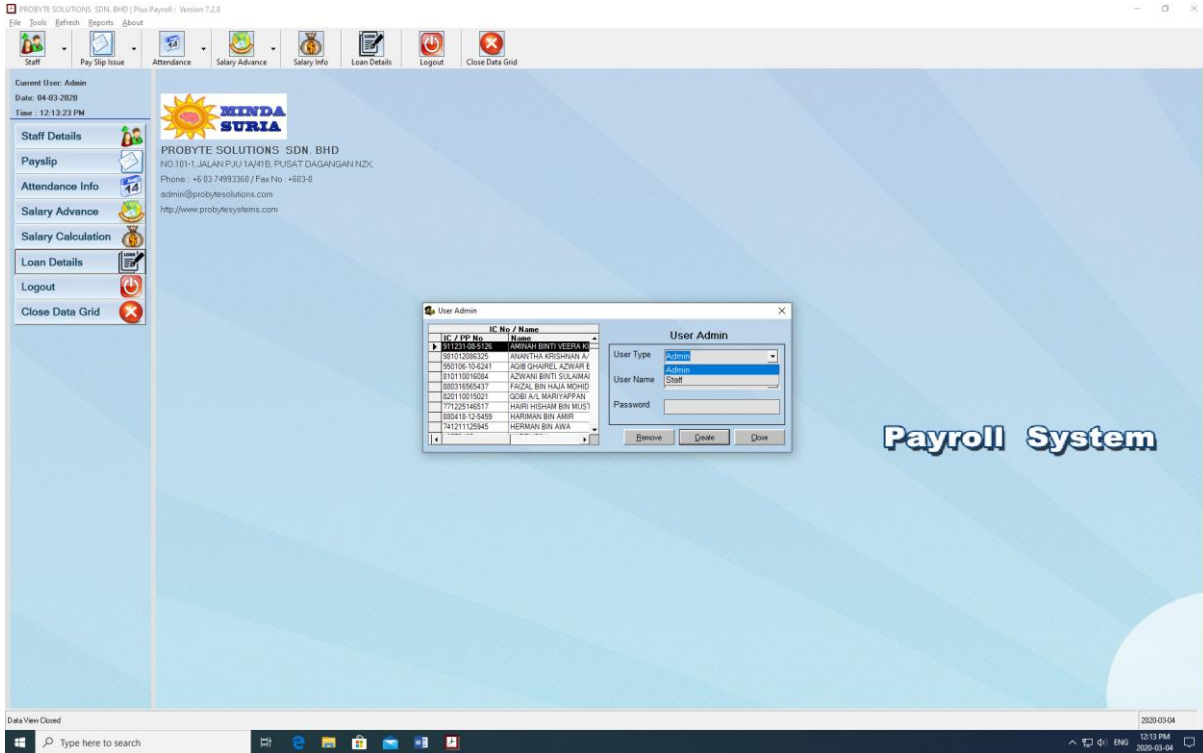 PROBYTE SOLUTIONS SDN. BHD | Plus Payroll : Version 7.2.8
File Tools Refresh Reports About
Staff Pay Slip Issue Attendance Salary Advance Salary Info Loan Details Logout Close Data Grid
Current User: Admin
Date: 04-03-2020
Time : 12:13:23 PM
Staff Details
Payslip
Attendance Info
Salary Advance
Salary Calculation
Loan Details
Logout
Close Data Grid
MINDA
SURIA
PROBYTE SOLUTIONS SDN. BHD
NO.101-1, JALAN PJU 1A/41B, PUSAT DAGANGAN NZX,
Phone : +6 03 74993360 / Fax No : +603-0
admin@probytesolutions.com
http://www.probytesystems.com
User Admin
IC No / Name
IC / PP No Name
911231-08-5126 AMINAH BINTI VEERA K
981012086325 ANANTHA KRISHNAN A/
950106-10-6241 AQIB QHAIREL AZWAR B
810110016084 AZWANI BINTI SULAIMAI
880316565437 FAIZAL BIN HAJA MOHID
820110015021 GOBI A/L MARIYAPPAN
771225146517 HAIRI HISHAM BIN MUST
880418-12-5459 HARIMAN BIN AMIR
741211125945 HERMAN BIN AWA
User Admin
User Type Admin
Admin
User Name Staff
Password
Remove Create Close
Payroll System
Data View Closed
2020-03-04
Type here to search
ENG
12:13 PM
2020-03-04